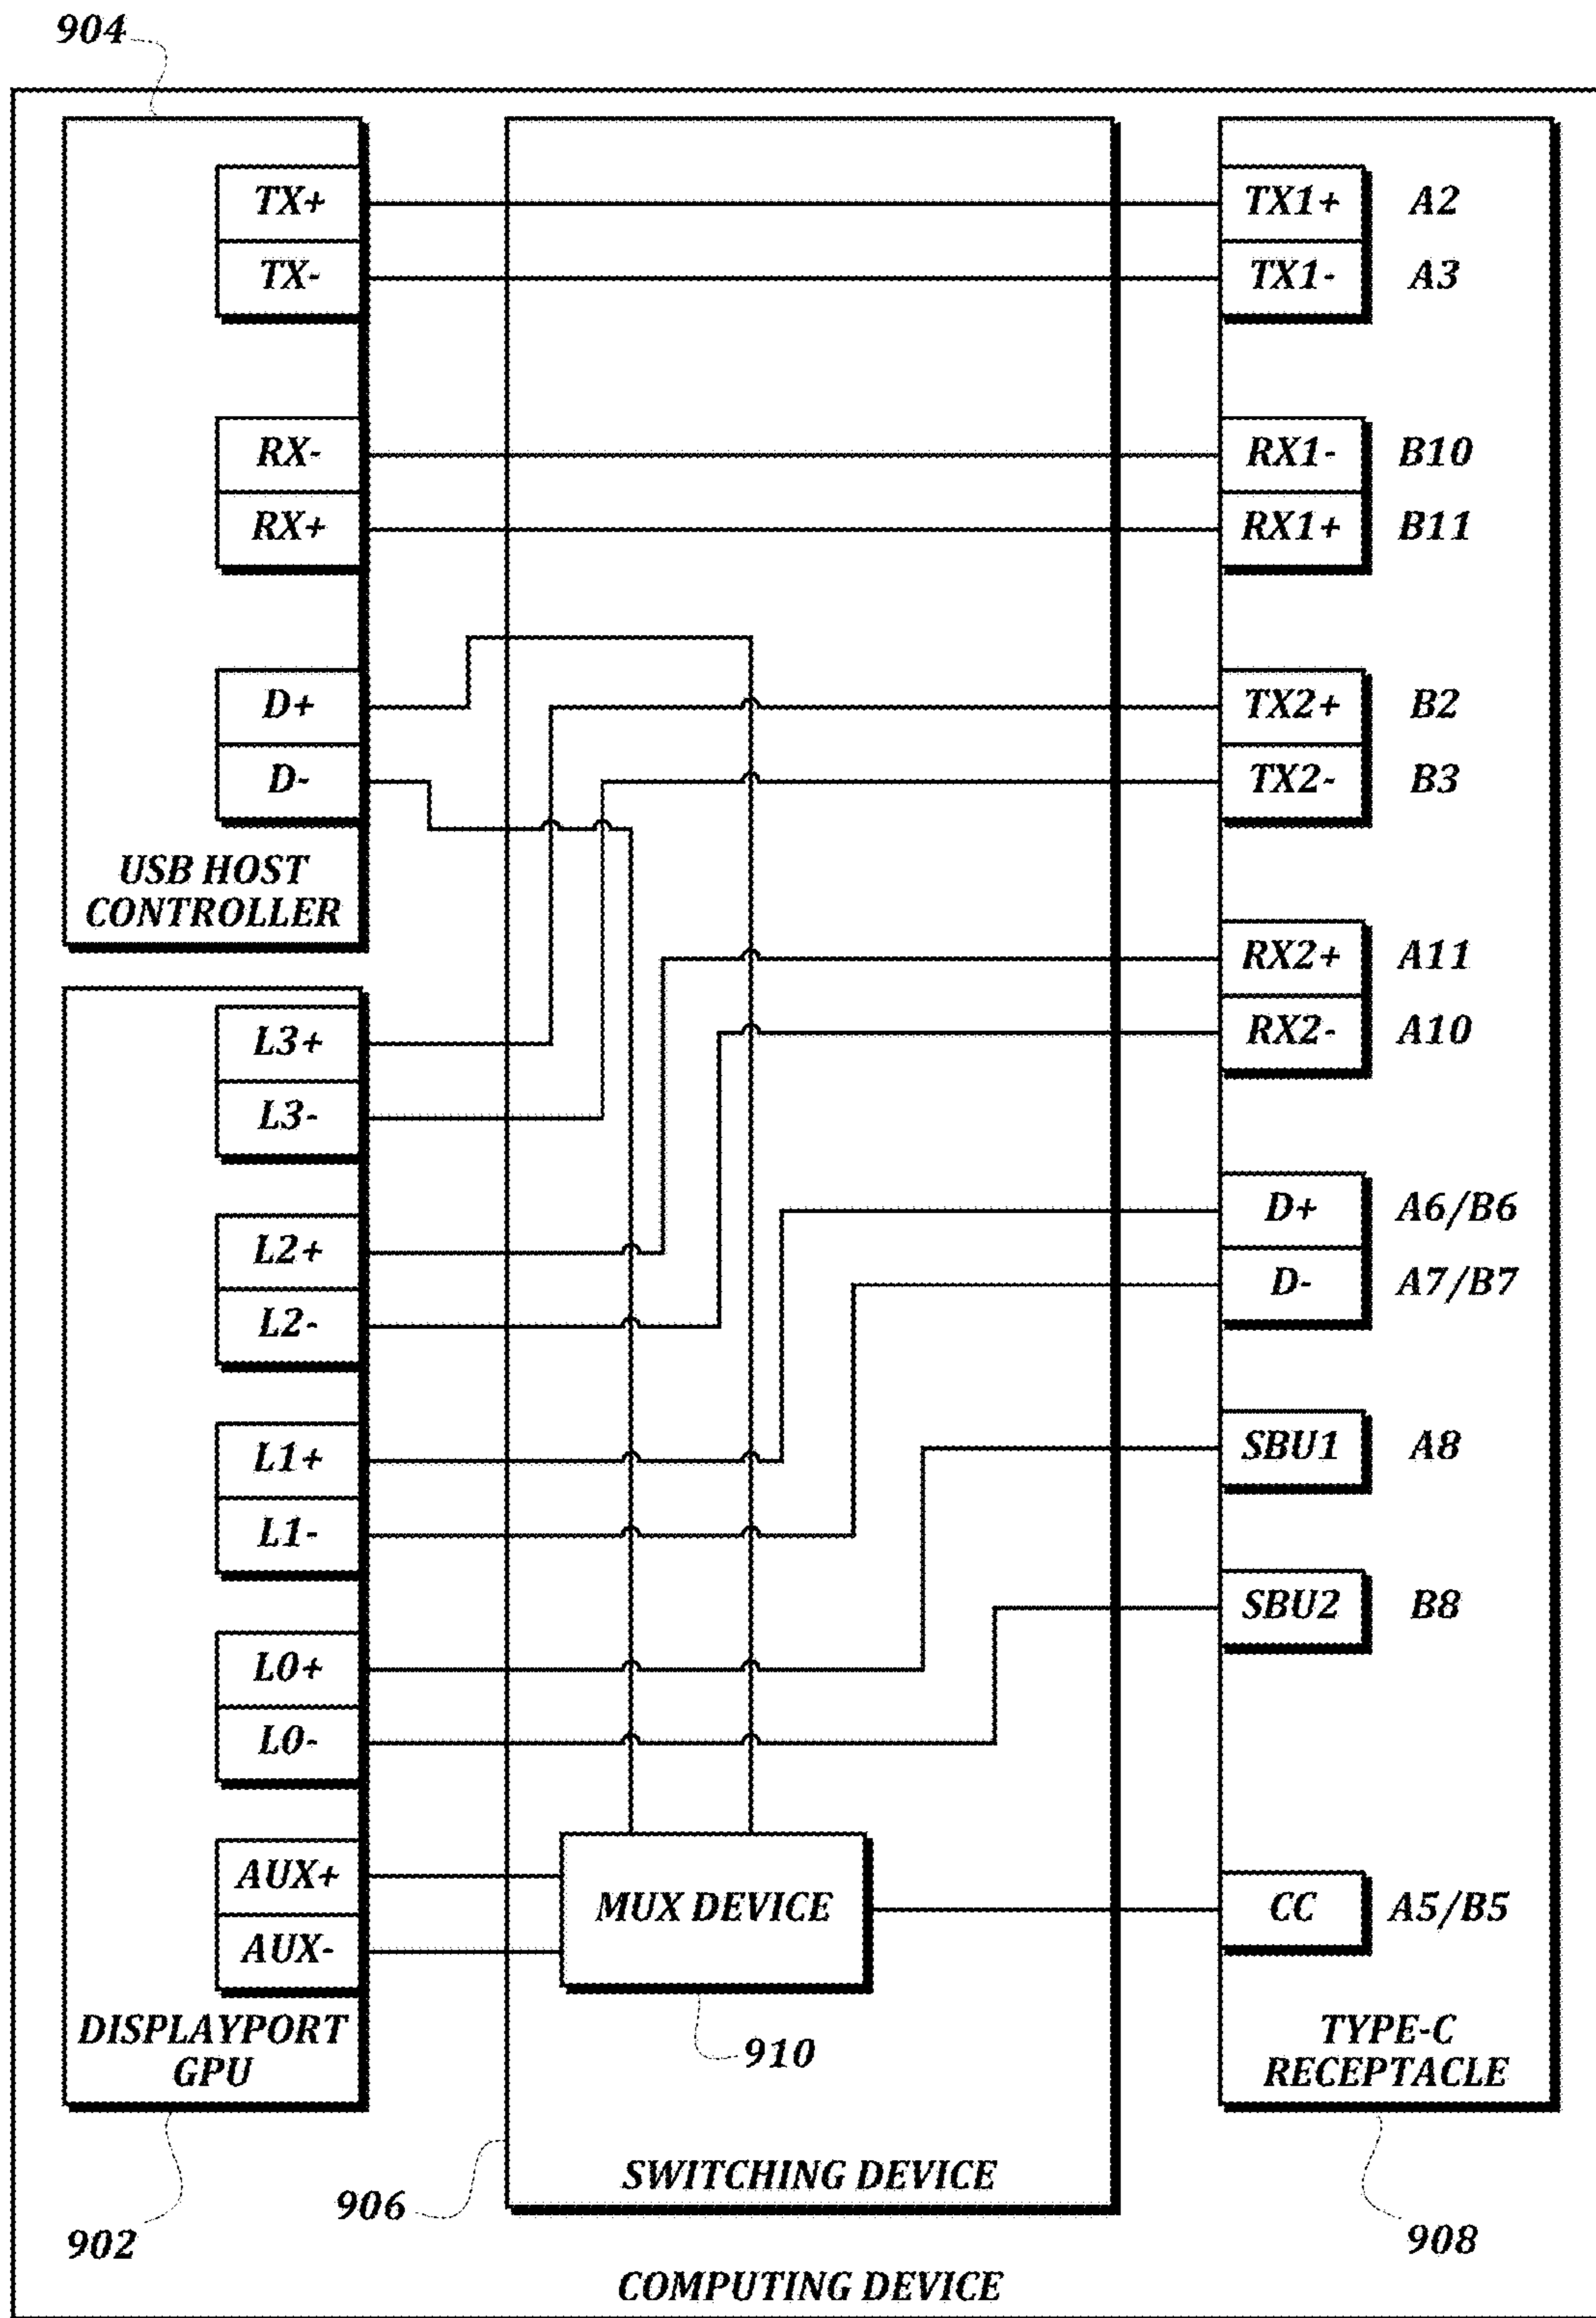 904
TX+
TX-
RX-
RX+
D+
D-
USB HOST
CONTROLLER
L3+
L3-
L2+
L2-
L1+
L1-
L0+
L0-
AUX+
AUX-
DISPLAYPORT
GPU
902
MUX DEVICE
910
SWITCHING DEVICE
906
TX1+ A2
TX1- A3
RX1- B10
RX1+ B11
TX2+ B2
TX2- B3
RX2+ A11
RX2- A10
D+ A6/B6
D- A7/B7
SBU1 A8
SBU2 B8
CC A5/B5
TYPE-C
RECEPTACLE
908
COMPUTING DEVICE